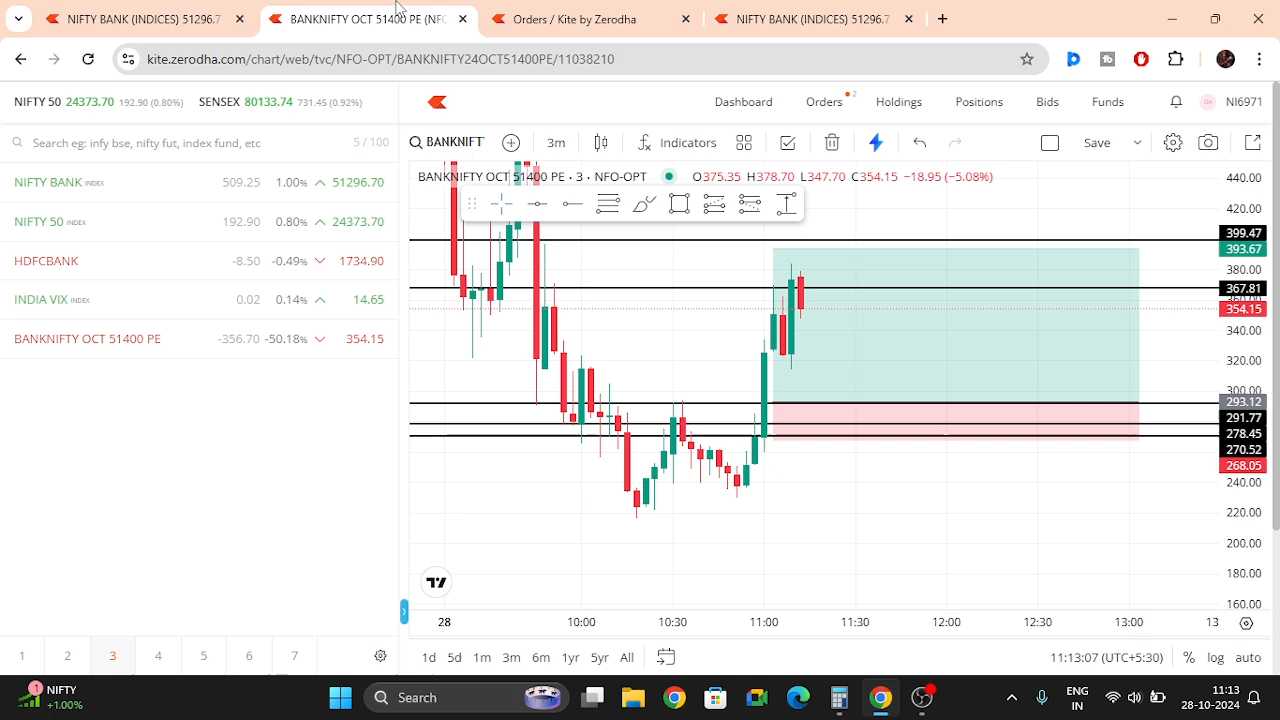 NIFTY BANK (INDICES) 51296.7
BANKNIFTY OCT 51400 PE (NFO
Orders / Kite by Zerodha
NIFTY BANK (INDICES) 51296.7
kite.zerodha.com/chart/web/tvc/NFO-OPT/BANKNIFTY24OCT51400PE/11038210
NIFTY 50 24373.70 192.90 (0.80%) SENSEX 80133.74 731.45 (0.92%)
Dashboard Orders 2 Holdings Positions Bids Funds NI6971
Search eg: infy bse, nifty fut, index fund, etc 5 / 100
BANKNIFT 3m Indicators Save
NIFTY BANK INDEX 509.25 1.00% 51296.70
NIFTY 50 INDEX 192.90 0.80% 24373.70
HDFCBANK -8.50 -0.49% 1734.90
INDIA VIX INDEX 0.02 0.14% 14.65
BANKNIFTY OCT 51400 PE -356.70 -50.18% 354.15
BANKNIFTY OCT 51400 PE · 3 · NFO-OPT O375.35 H378.70 L347.70 C354.15 −18.95 (−5.08%)
440.00
420.00
399.47
393.67
380.00
367.81
360.00
354.15
340.00
320.00
300.00
293.12
291.77
278.45
270.52
268.05
240.00
220.00
200.00
180.00
160.00
28 10:00 10:30 11:00 11:30 12:00 12:30 13:00 13
1 2 3 4 5 6 7
1d 5d 1m 3m 6m 1yr 5yr All 11:13:07 (UTC+5:30) % log auto
1 NIFTY
+1.00%
Search
ENG
IN
11:13
28-10-2024